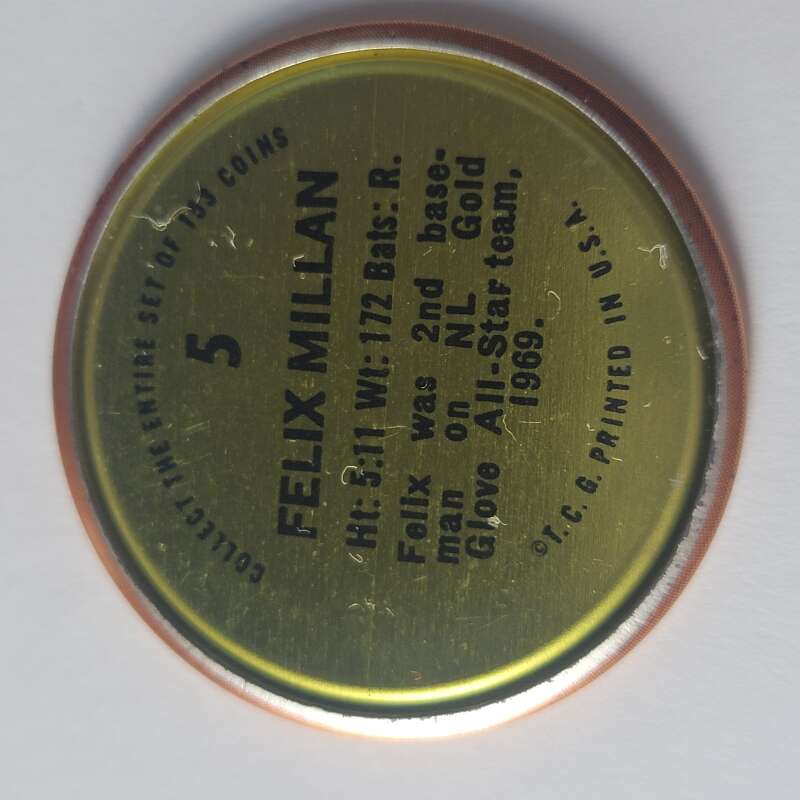 COLLECT THE ENTIRE SET OF 153 COINS
5
FELIX MILLAN
Ht: 5:11 Wt: 172 Bats: R.
Felix was 2nd base-
man on NL Gold
Glove All-Star team,
1969.
©T. C. G. PRINTED IN U.S.A.